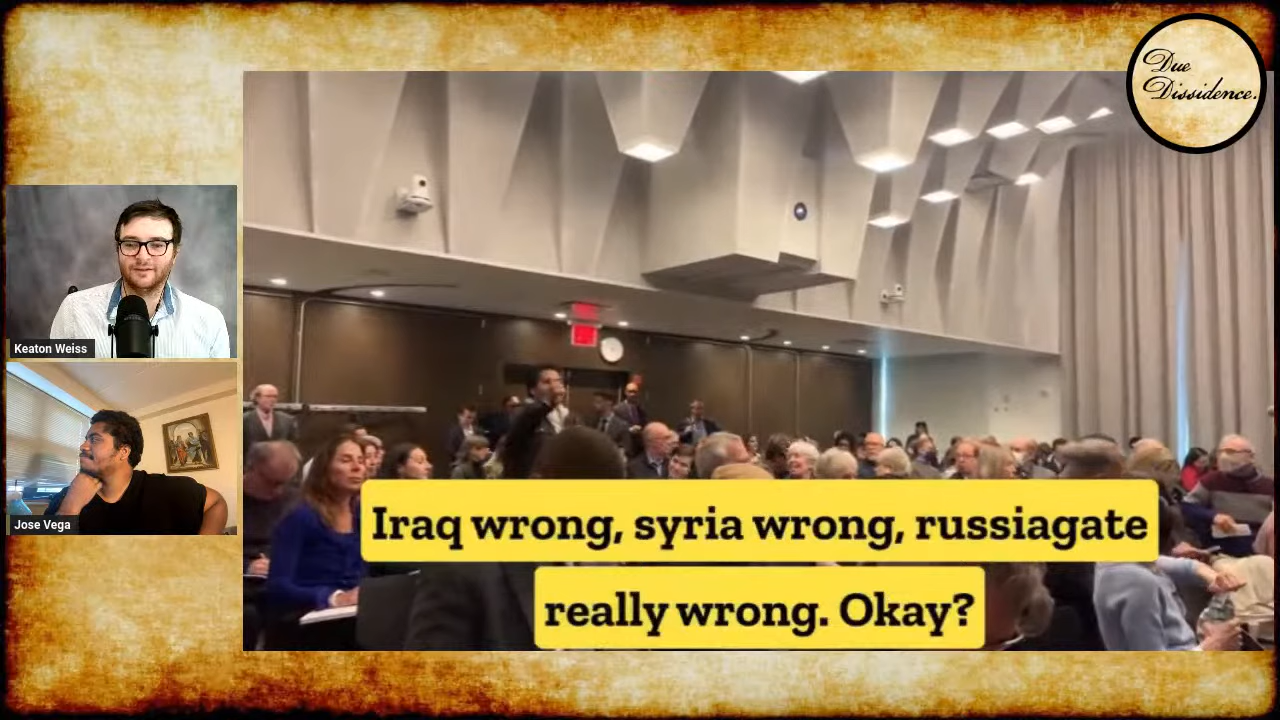 Due
Dissidence.
Keaton Weiss
Jose Vega
Iraq wrong, syria wrong, russiagate
really wrong. Okay?